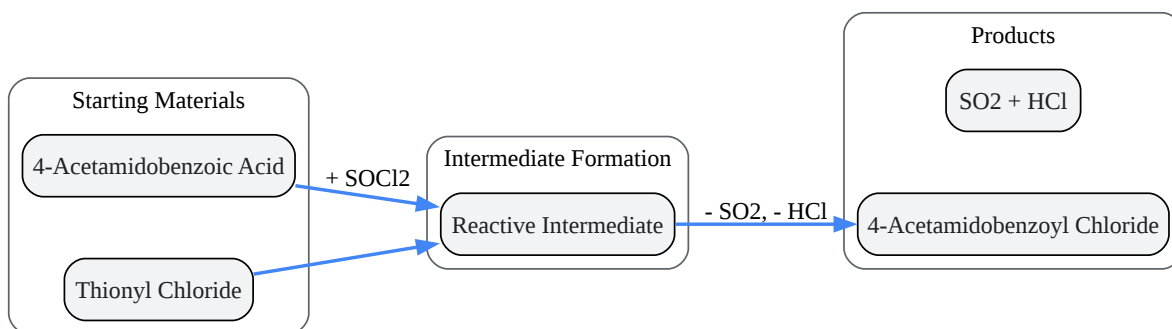 Starting Materials
4-Acetamidobenzoic Acid
Thionyl Chloride
+ SOCl2
Intermediate Formation
Reactive Intermediate
- SO2, - HCl
Products
SO2 + HCl
4-Acetamidobenzoyl Chloride